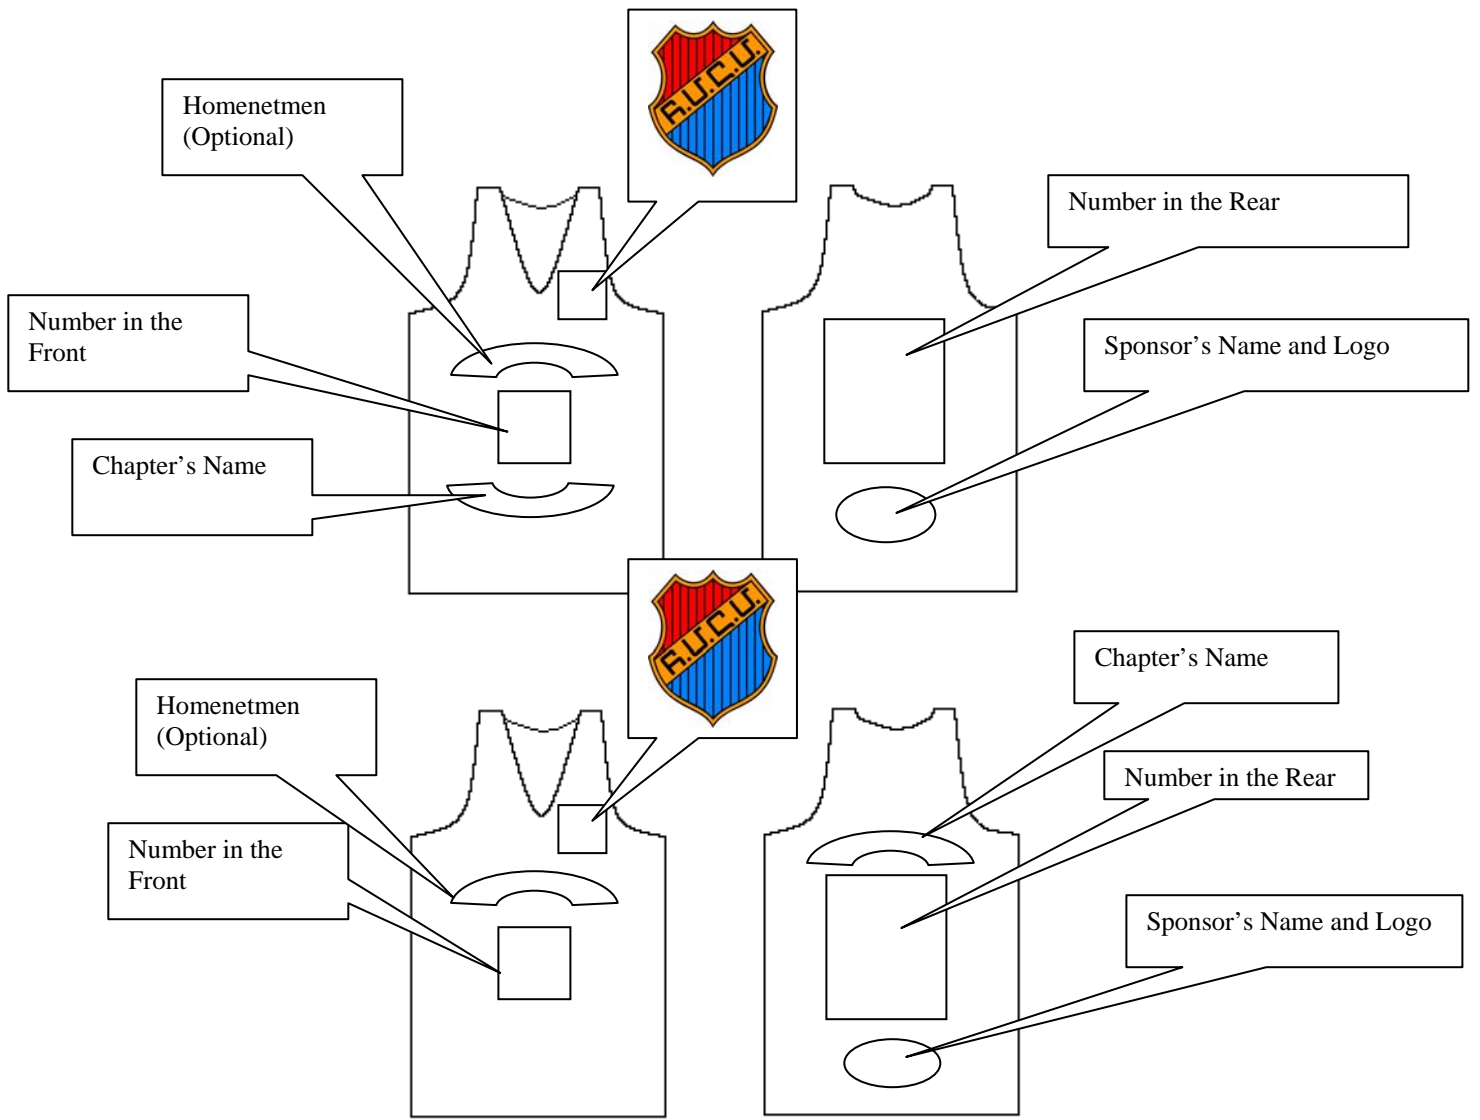 Հ.Մ.Ը.Մ.
Homenetmen
(Optional)
Number in the Rear
Number in the
Front
Sponsor’s Name and Logo
Chapter’s Name
Հ.Մ.Ը.Մ.
Chapter’s Name
Homenetmen
(Optional)
Number in the Rear
Number in the
Front
Sponsor’s Name and Logo